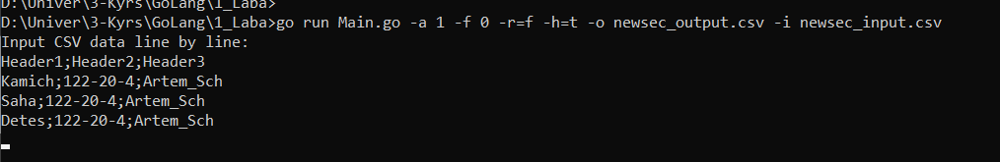 D:\Univer\3-Kyrs\GoLang\1_Laba>
D:\Univer\3-Kyrs\GoLang\1_Laba>go run Main.go -a 1 -f 0 -r=f -h=t -o newsec_output.csv -i newsec_input.csv
Input CSV data line by line:
Header1;Header2;Header3
Kamich;122-20-4;Artem_Sch
Saha;122-20-4;Artem_Sch
Detes;122-20-4;Artem_Sch